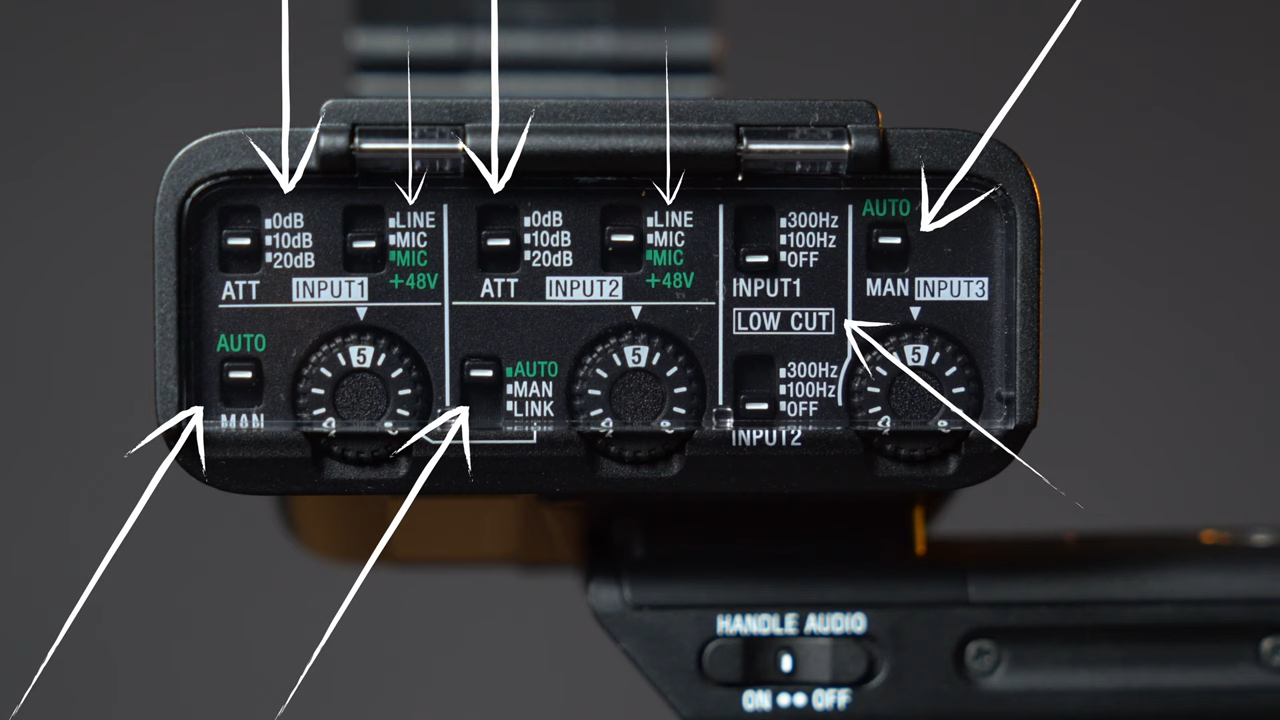 0dB
10dB
20dB
ATT
INPUT1
LINE
MIC
MIC
+48V
0dB
10dB
20dB
ATT
INPUT2
LINE
MIC
MIC
+48V
300Hz
100Hz
OFF
INPUT1
LOW CUT
300Hz
100Hz
OFF
INPUT2
AUTO
MAN INPUT3
5
AUTO
MAN
5
AUTO
MAN
LINK
5
HANDLE AUDIO
ON OFF